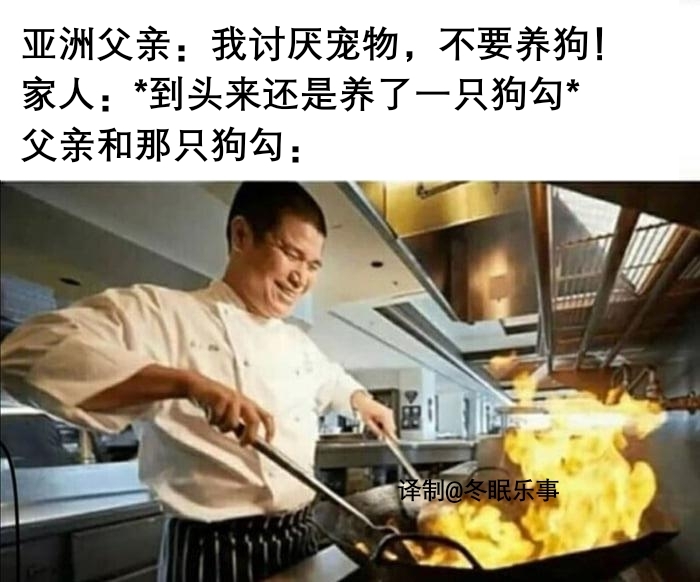 亚洲父亲：我讨厌宠物，不要养狗！
家人：*到头来还是养了一只狗勾*
父亲和那只狗勾：
译制@冬眠乐事